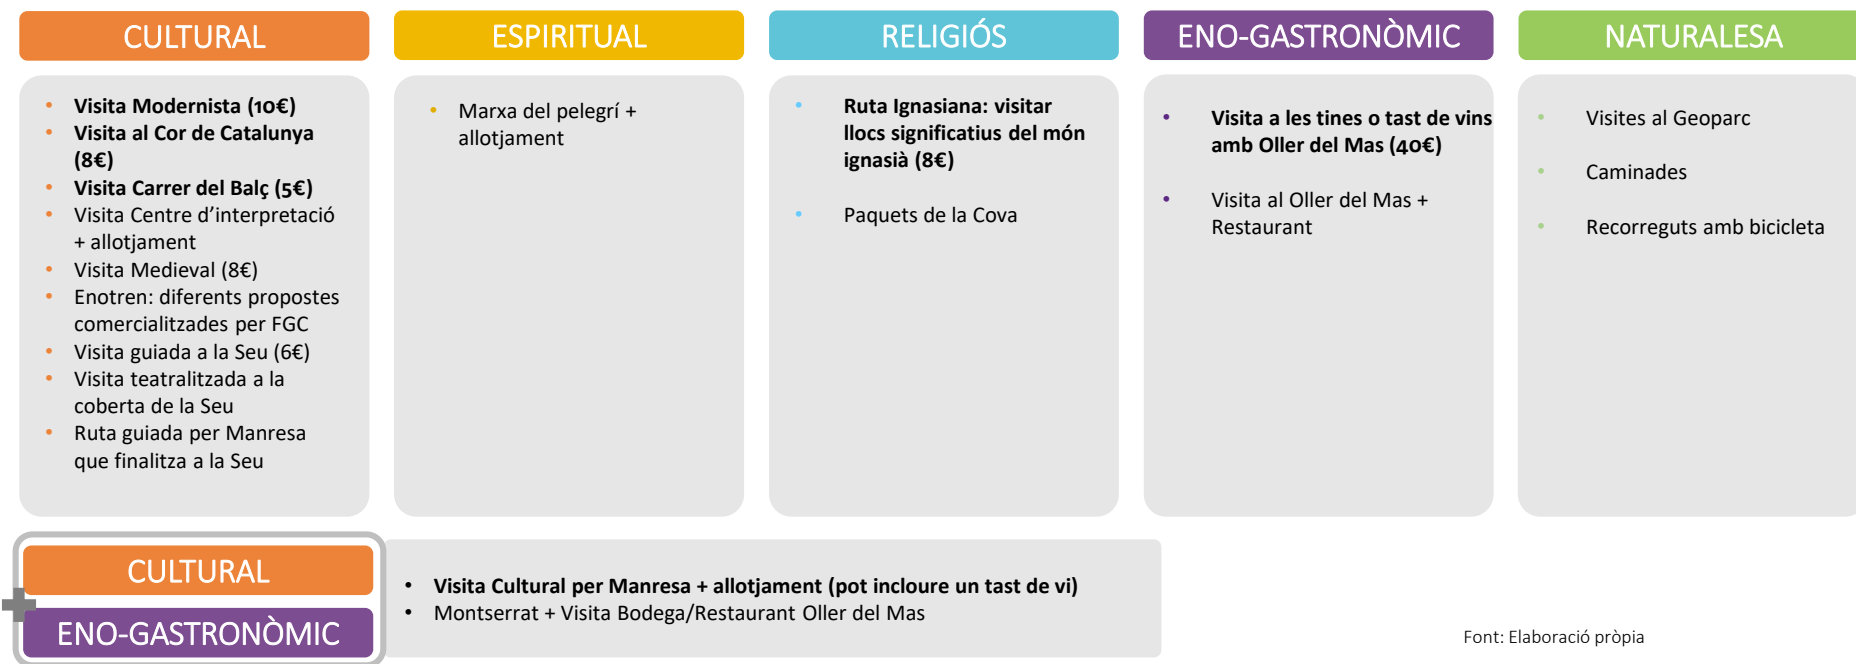 CULTURAL
• Visita Modernista (10€)
• Visita al Cor de Catalunya
(8€)
• Visita Carrer del Balç (5€)
• Visita Centre d’interpretació
+ allotjament
• Visita Medieval (8€)
• Enotren: diferents propostes
comercialitzades per FGC
• Visita guiada a la Seu (6€)
• Visita teatralitzada a la
coberta de la Seu
• Ruta guiada per Manresa
que finalitza a la Seu
ESPIRITUAL
• Marxa del pelegrí +
allotjament
RELIGIÓS
• Ruta Ignasiana: visitar
llocs significatius del món
ignasià (8€)
• Paquets de la Cova
ENO-GASTRONÒMIC
• Visita a les tines o tast de vins
amb Oller del Mas (40€)
• Visita al Oller del Mas +
Restaurant
NATURALESA
• Visites al Geoparc
• Caminades
• Recorreguts amb bicicleta
CULTURAL
+
ENO-GASTRONÒMIC
• Visita Cultural per Manresa + allotjament (pot incloure un tast de vi)
• Montserrat + Visita Bodega/Restaurant Oller del Mas
Font: Elaboració pròpia